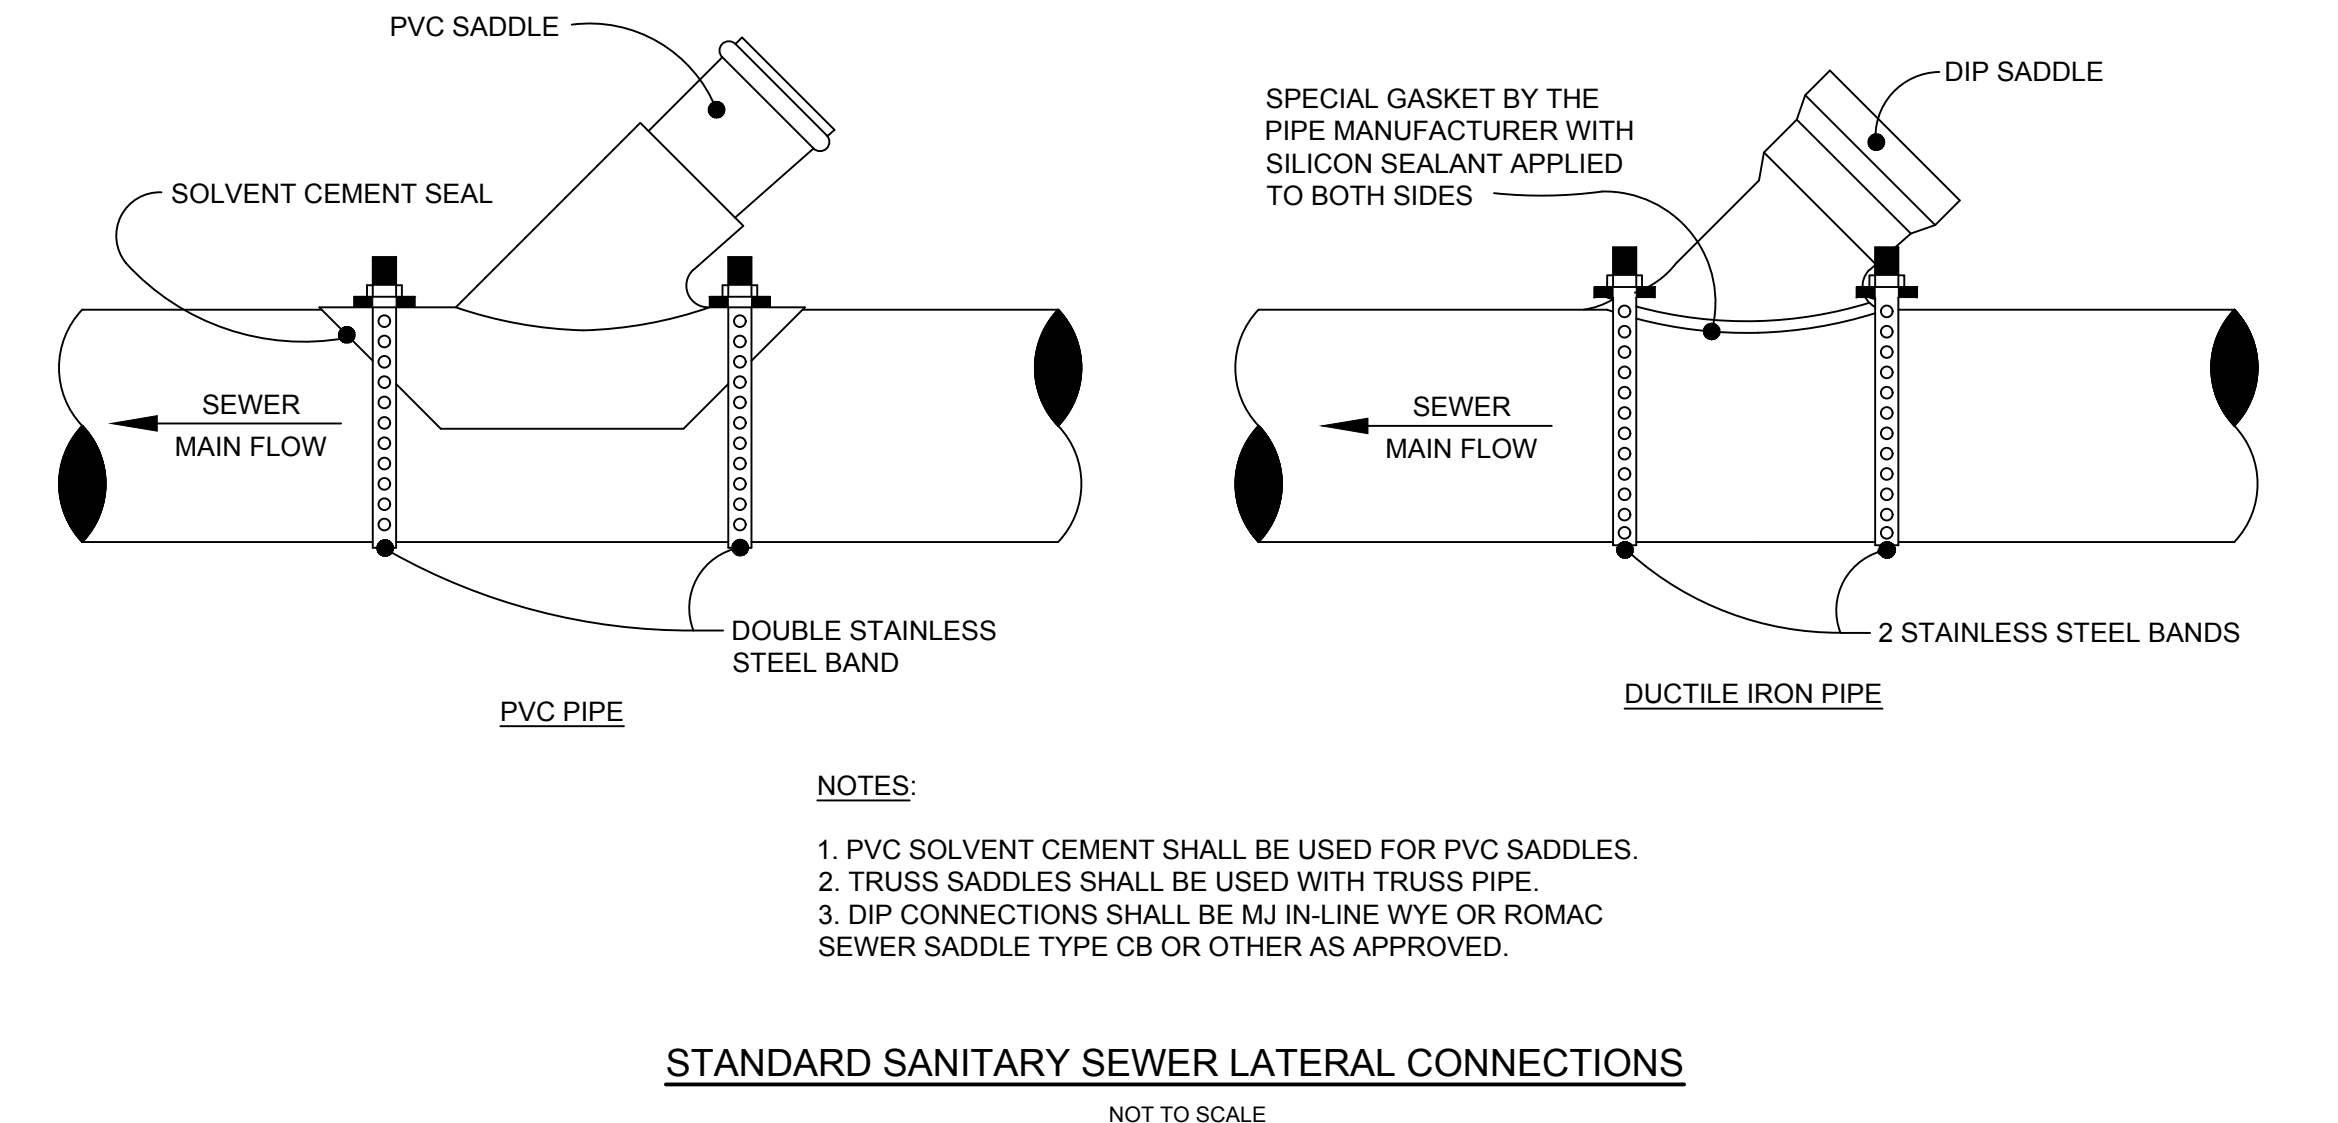 PVC SADDLE
SOLVENT CEMENT SEAL
SEWER
MAIN FLOW
DOUBLE STAINLESS
STEEL BAND
PVC PIPE
DIP SADDLE
SPECIAL GASKET BY THE
PIPE MANUFACTURER WITH
SILICON SEALANT APPLIED
TO BOTH SIDES
SEWER
MAIN FLOW
2 STAINLESS STEEL BANDS
DUCTILE IRON PIPE
NOTES:
1. PVC SOLVENT CEMENT SHALL BE USED FOR PVC SADDLES.
2. TRUSS SADDLES SHALL BE USED WITH TRUSS PIPE.
3. DIP CONNECTIONS SHALL BE MJ IN-LINE WYE OR ROMAC
SEWER SADDLE TYPE CB OR OTHER AS APPROVED.
STANDARD SANITARY SEWER LATERAL CONNECTIONS
NOT TO SCALE